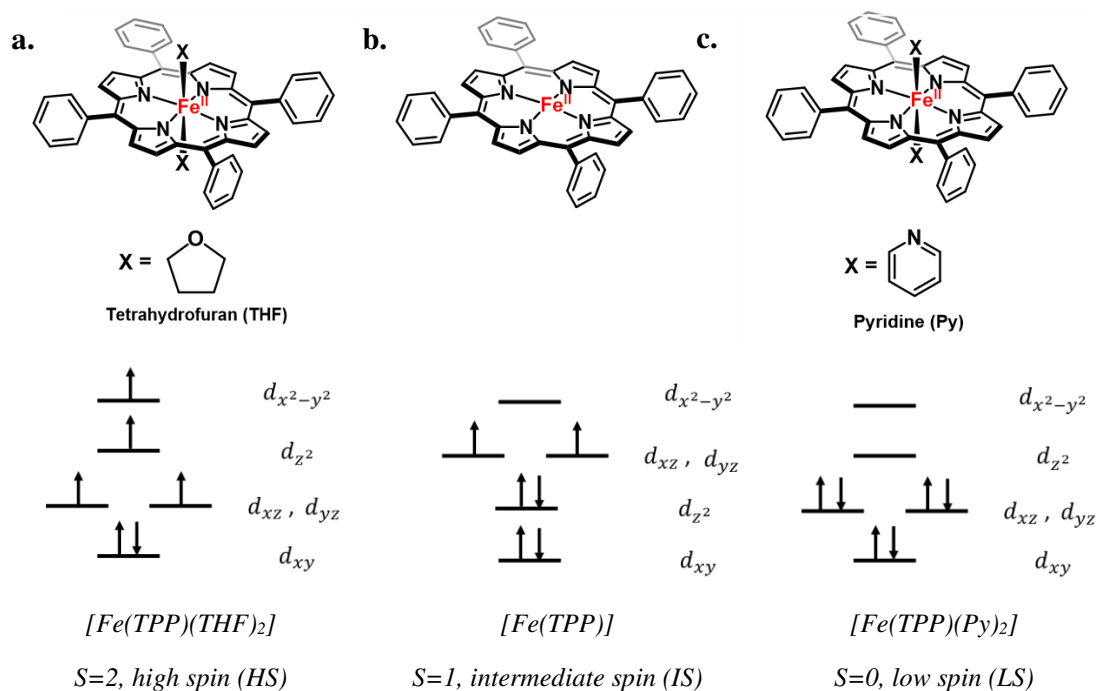 a.
b.
c.
X
X
N
N
N
N
Fe^II
N
N
N
N
Fe^II
X
X
N
N
N
N
Fe^II
X =
O
Tetrahydrofuran (THF)
X =
N
Pyridine (Py)
d_{x²−y²}
d_{z²}
d_{xz} , d_{yz}
d_{xy}
[Fe(TPP)(THF)₂]
S=2, high spin (HS)
d_{x²−y²}
d_{xz} , d_{yz}
d_{z²}
d_{xy}
[Fe(TPP)]
S=1, intermediate spin (IS)
d_{x²−y²}
d_{z²}
d_{xz} , d_{yz}
d_{xy}
[Fe(TPP)(Py)₂]
S=0, low spin (LS)